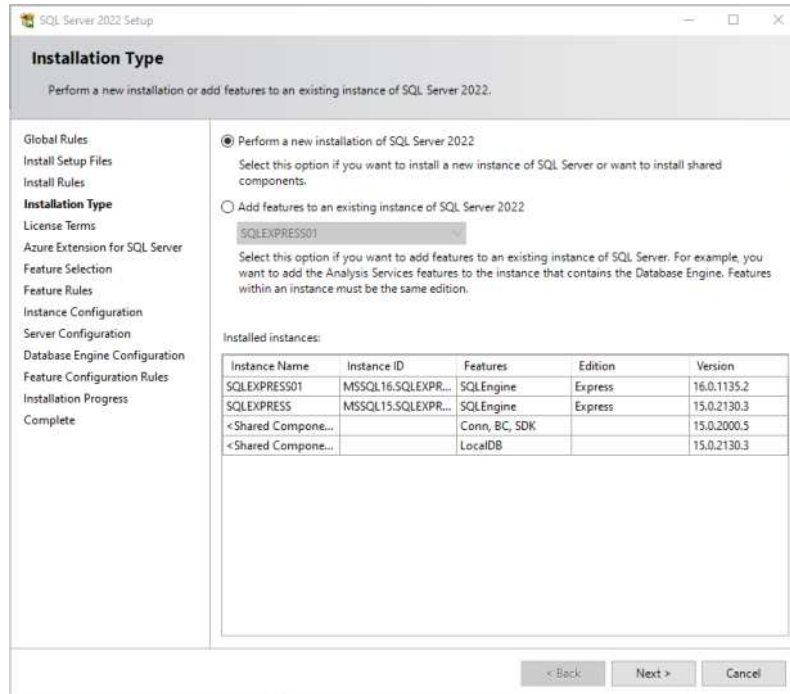 SQL Server 2022 Setup
Installation Type
Perform a new installation or add features to an existing instance of SQL Server 2022.
Global Rules
Install Setup Files
Install Rules
Installation Type
License Terms
Azure Extension for SQL Server
Feature Selection
Feature Rules
Instance Configuration
Server Configuration
Database Engine Configuration
Feature Configuration Rules
Installation Progress
Complete
Perform a new installation of SQL Server 2022
Select this option if you want to install a new instance of SQL Server or want to install shared
components.
Add features to an existing instance of SQL Server 2022
SQLEXPRESS01
Select this option if you want to add features to an existing instance of SQL Server. For example, you
want to add the Analysis Services features to the instance that contains the Database Engine. Features
within an instance must be the same edition.
Installed instances:
Instance Name Instance ID Features Edition Version
SQLEXPRESS01 MSSQL16.SQLEXPR... SQLEngine Express 16.0.1135.2
SQLEXPRESS MSSQL15.SQLEXPR... SQLEngine Express 15.0.2130.3
<Shared Compone... Conn, BC, SDK 15.0.2000.5
<Shared Compone... LocalDB 15.0.2130.3
< Back Next > Cancel